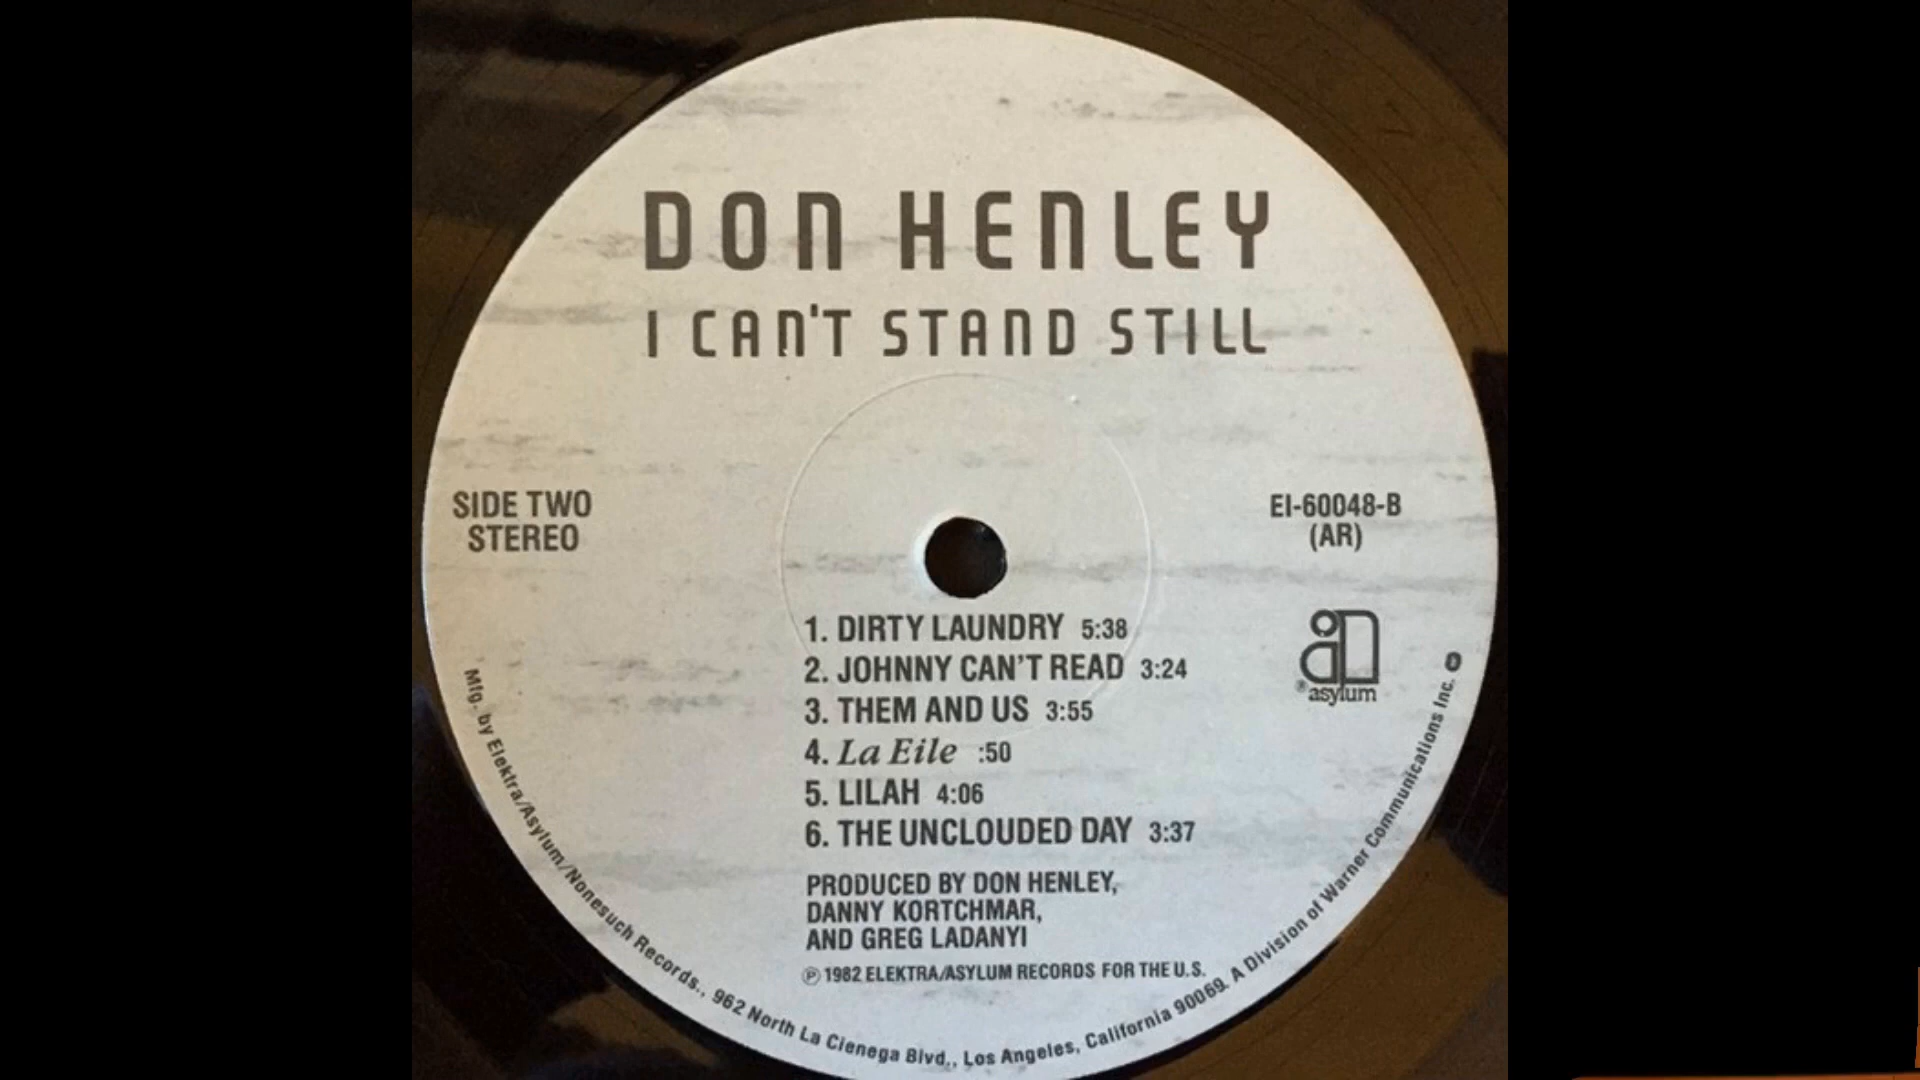 DON HENLEY
I CAN'T STAND STILL
SIDE TWO
STEREO
EI-60048-B
(AR)
1. DIRTY LAUNDRY 5:38
2. JOHNNY CAN'T READ 3:24
3. THEM AND US 3:55
4. La Eile :50
5. LILAH 4:06
6. THE UNCLOUDED DAY 3:37
® asylum
PRODUCED BY DON HENLEY,
DANNY KORTCHMAR,
AND GREG LADANYI
℗ 1982 ELEKTRA/ASYLUM RECORDS FOR THE U.S.
Mfg. by Elektra/Asylum/Nonesuch Records., 962 North La Cienega Blvd., Los Angeles, California 90069. A Division of Warner Communications Inc.